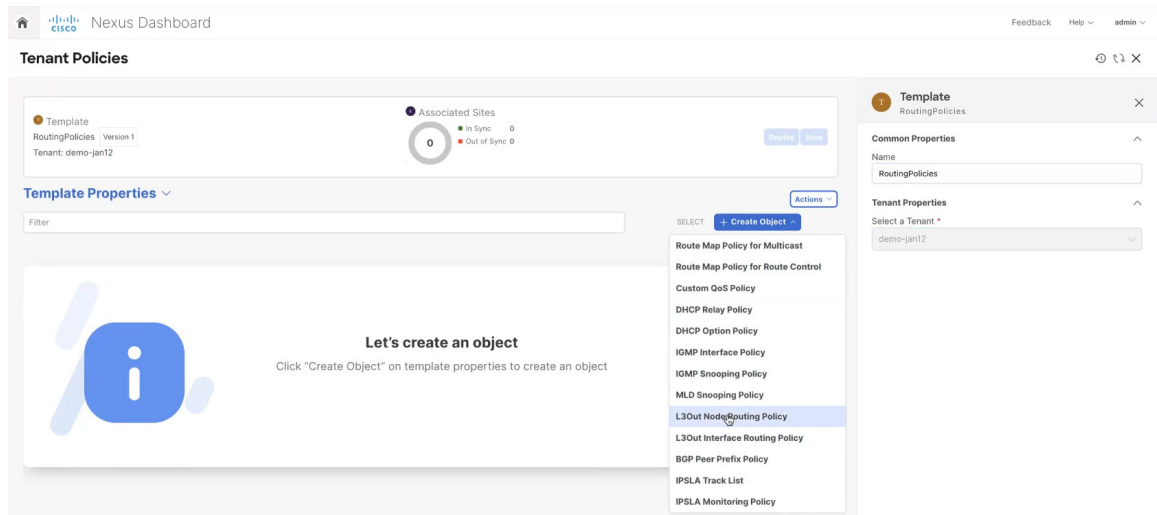 CISCO Nexus Dashboard
Feedback Help admin
Tenant Policies
Template
RoutingPolicies Version 1
Tenant: demo-jan12
Associated Sites
0
In Sync 0
Out of Sync 0
Deploy Save
Template Properties
Actions
Filter
SELECT + Create Object
Route Map Policy for Multicast
Route Map Policy for Route Control
Custom QoS Policy
DHCP Relay Policy
DHCP Option Policy
IGMP Interface Policy
IGMP Snooping Policy
MLD Snooping Policy
L3Out Node Routing Policy
L3Out Interface Routing Policy
BGP Peer Prefix Policy
IPSLA Track List
IPSLA Monitoring Policy
Let's create an object
Click "Create Object" on template properties to create an object
T
Template
RoutingPolicies
Common Properties
Name
RoutingPolicies
Tenant Properties
Select a Tenant *
demo-jan12